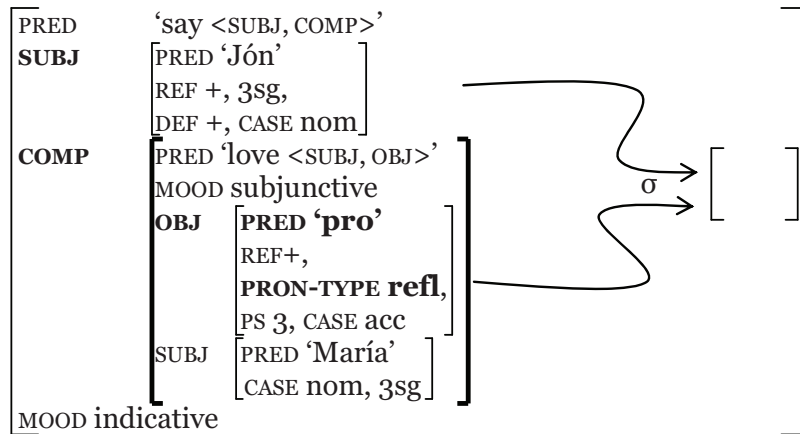 PRED ‘say <SUBJ, COMP>’
SUBJ PRED ‘Jón’
REF +, 3sg,
DEF +, CASE nom
COMP PRED ‘love <SUBJ, OBJ>’
MOOD subjunctive
σ
OBJ PRED ‘pro’
REF+,
PRON-TYPE refl,
PS 3, CASE acc
SUBJ PRED ‘María’
CASE nom, 3sg
MOOD indicative